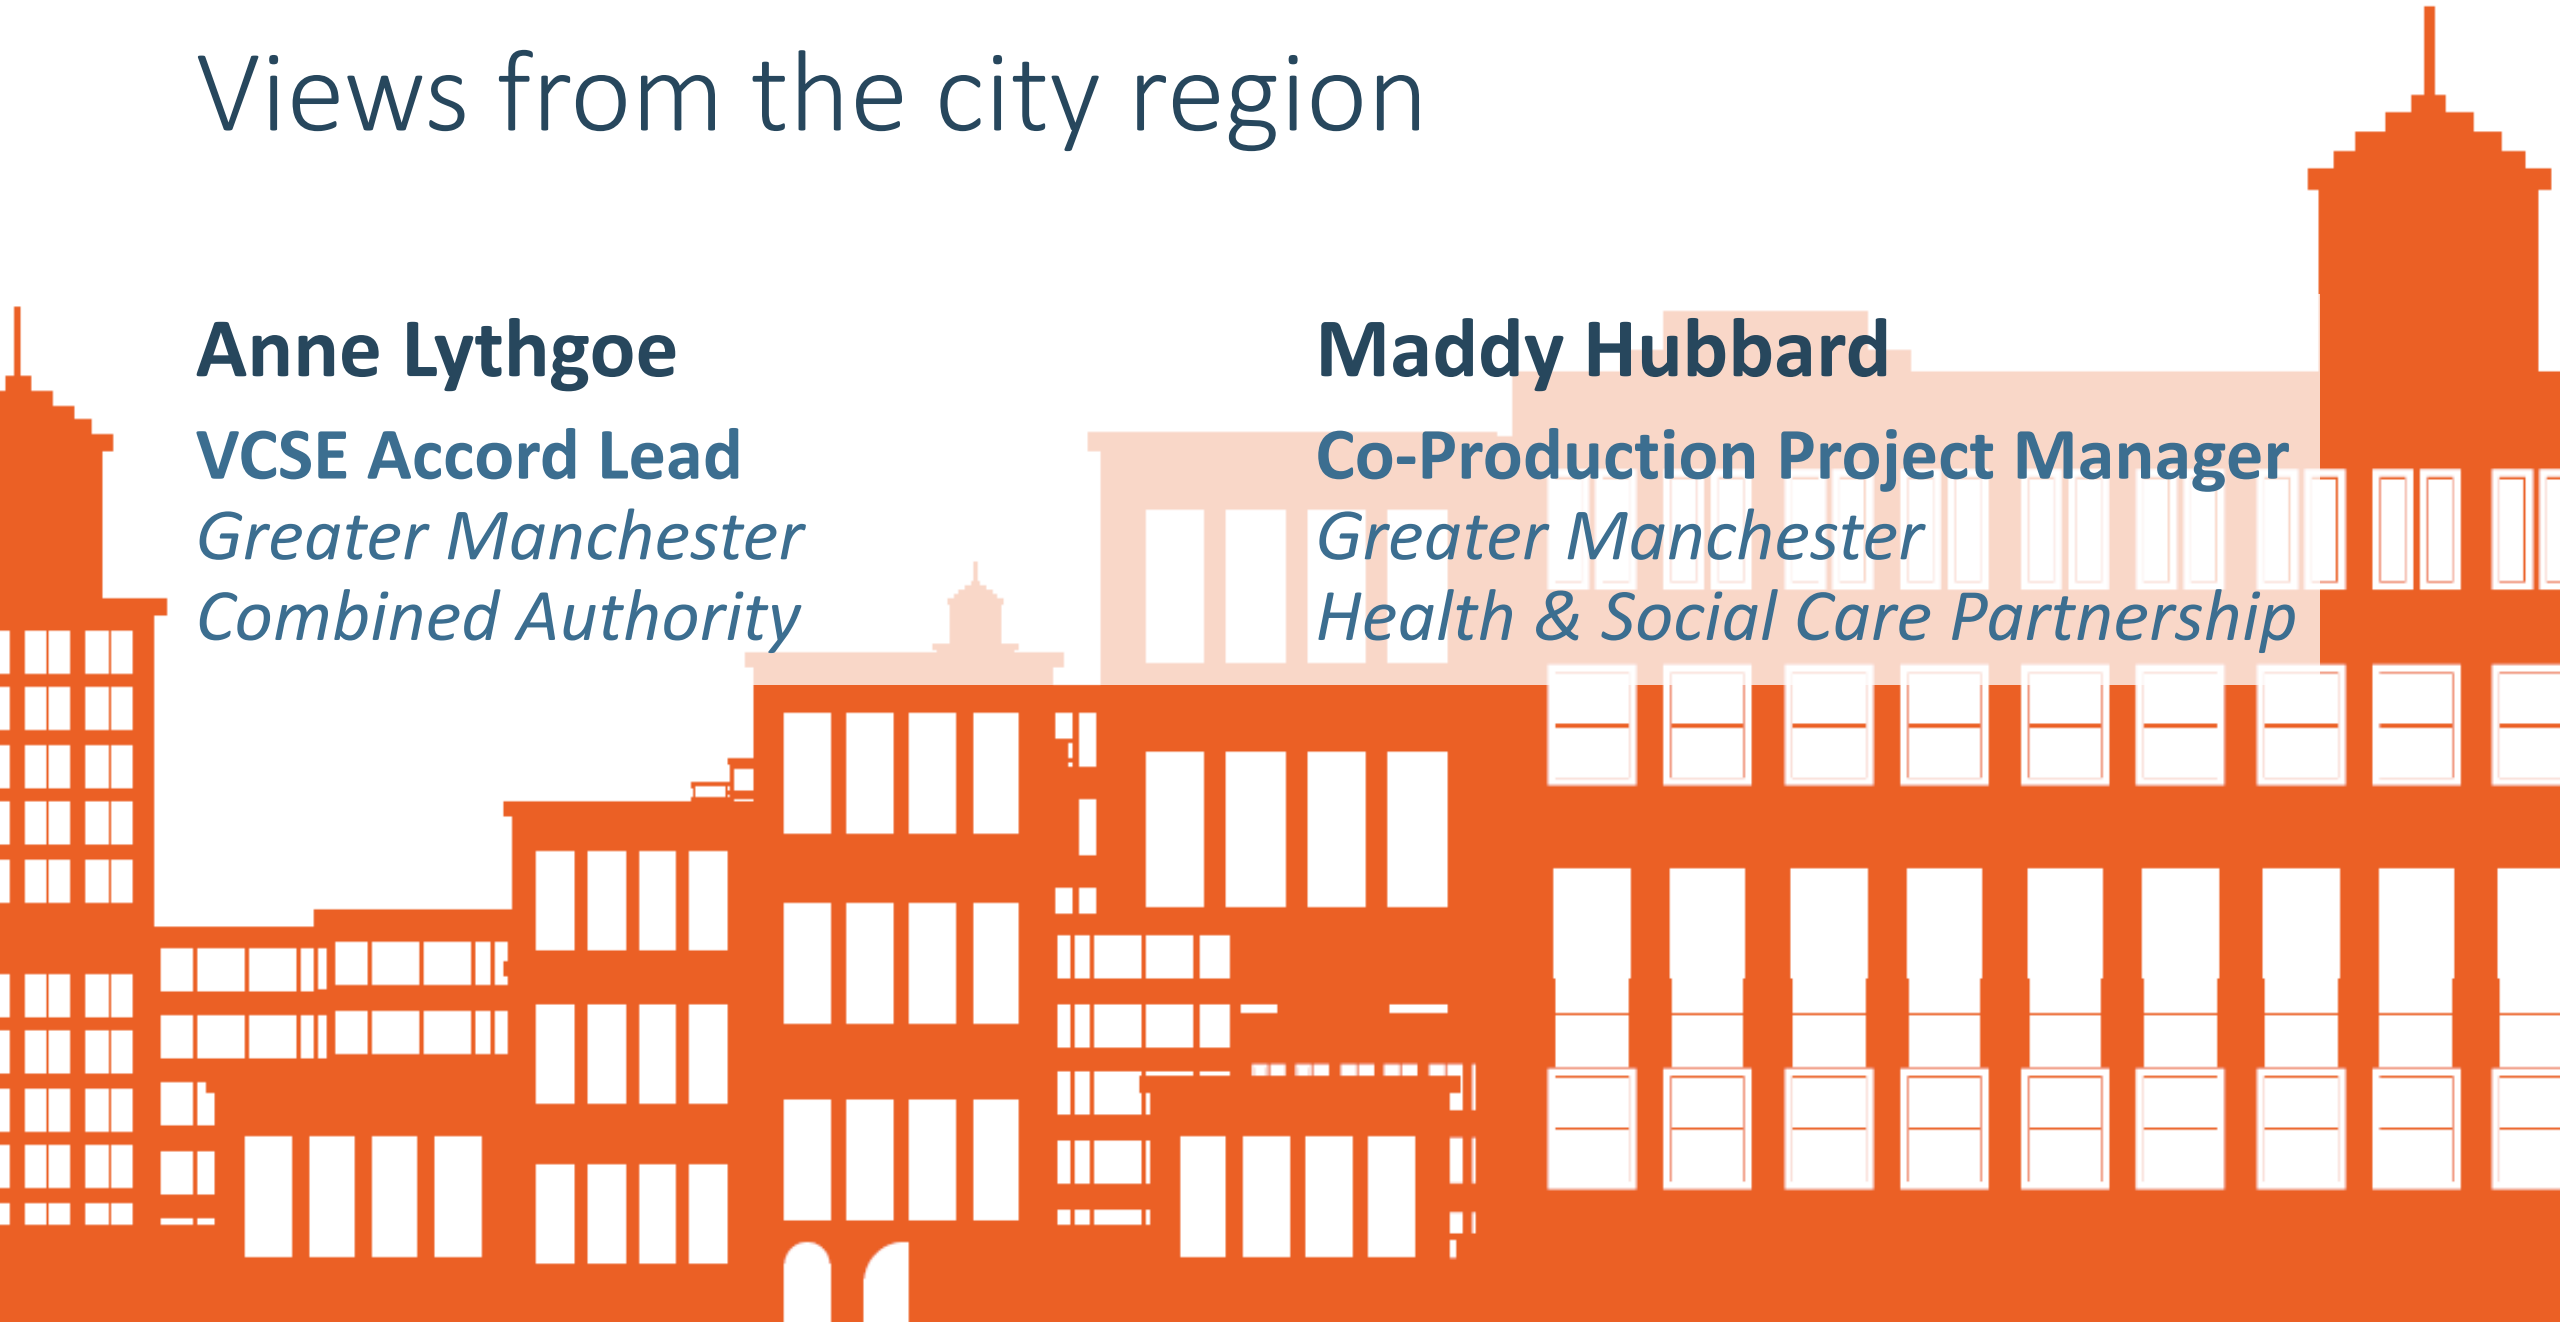 Views from the city region
Anne Lythgoe
VCSE Accord Lead
Greater Manchester
Combined Authority
Maddy Hubbard
Co-Production Project Manager
Greater Manchester
Health & Social Care Partnership